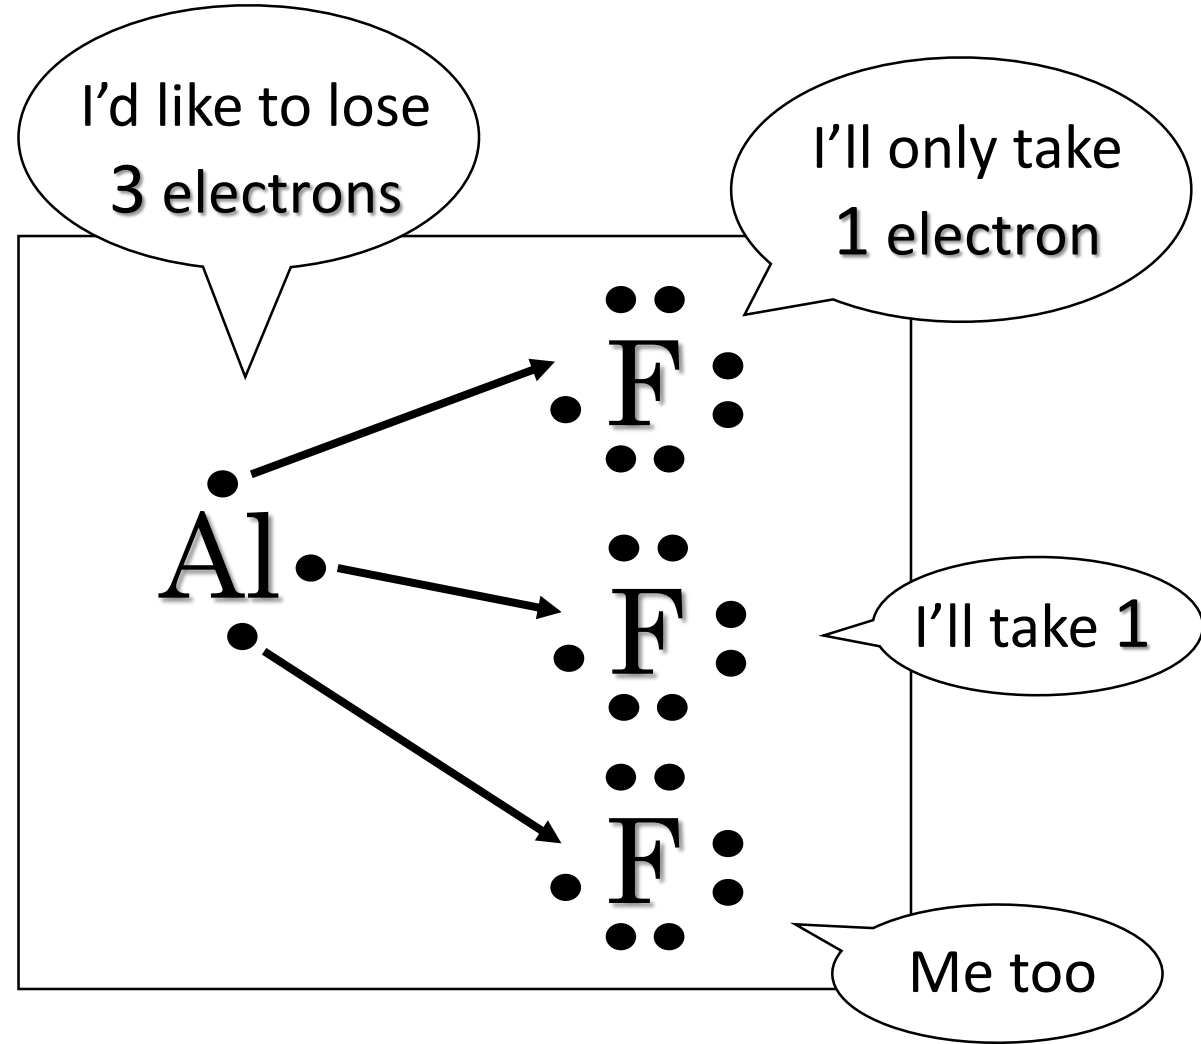 I'd like to lose
3 electrons
I'll only take
1 electron
F
Al
F
I'll take 1
F
Me too